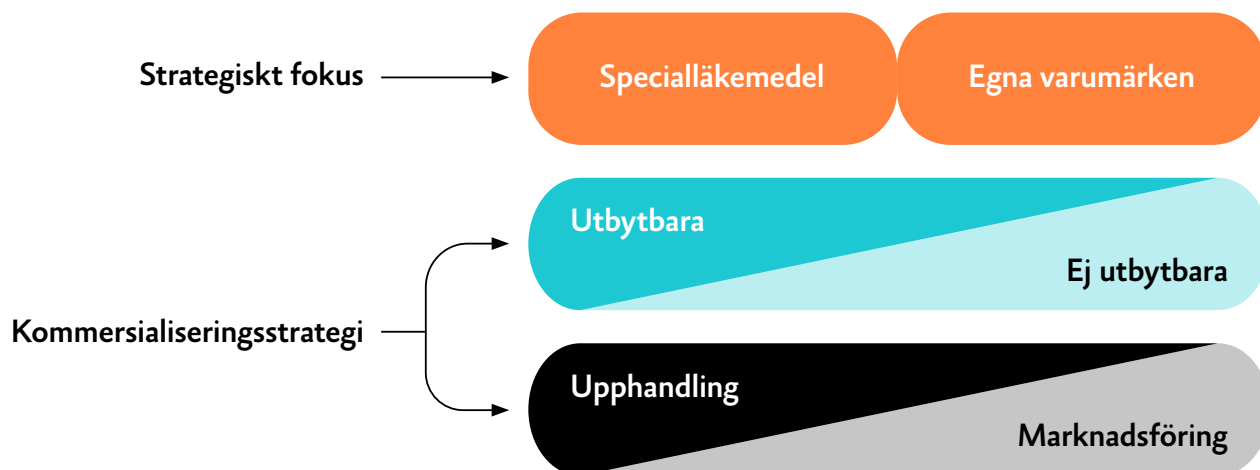 Strategiskt fokus
Specialläkemedel
Egna varumärken
Utbytbara
Ej utbytbara
Kommersialiseringsstrategi
Upphandling
Marknadsföring